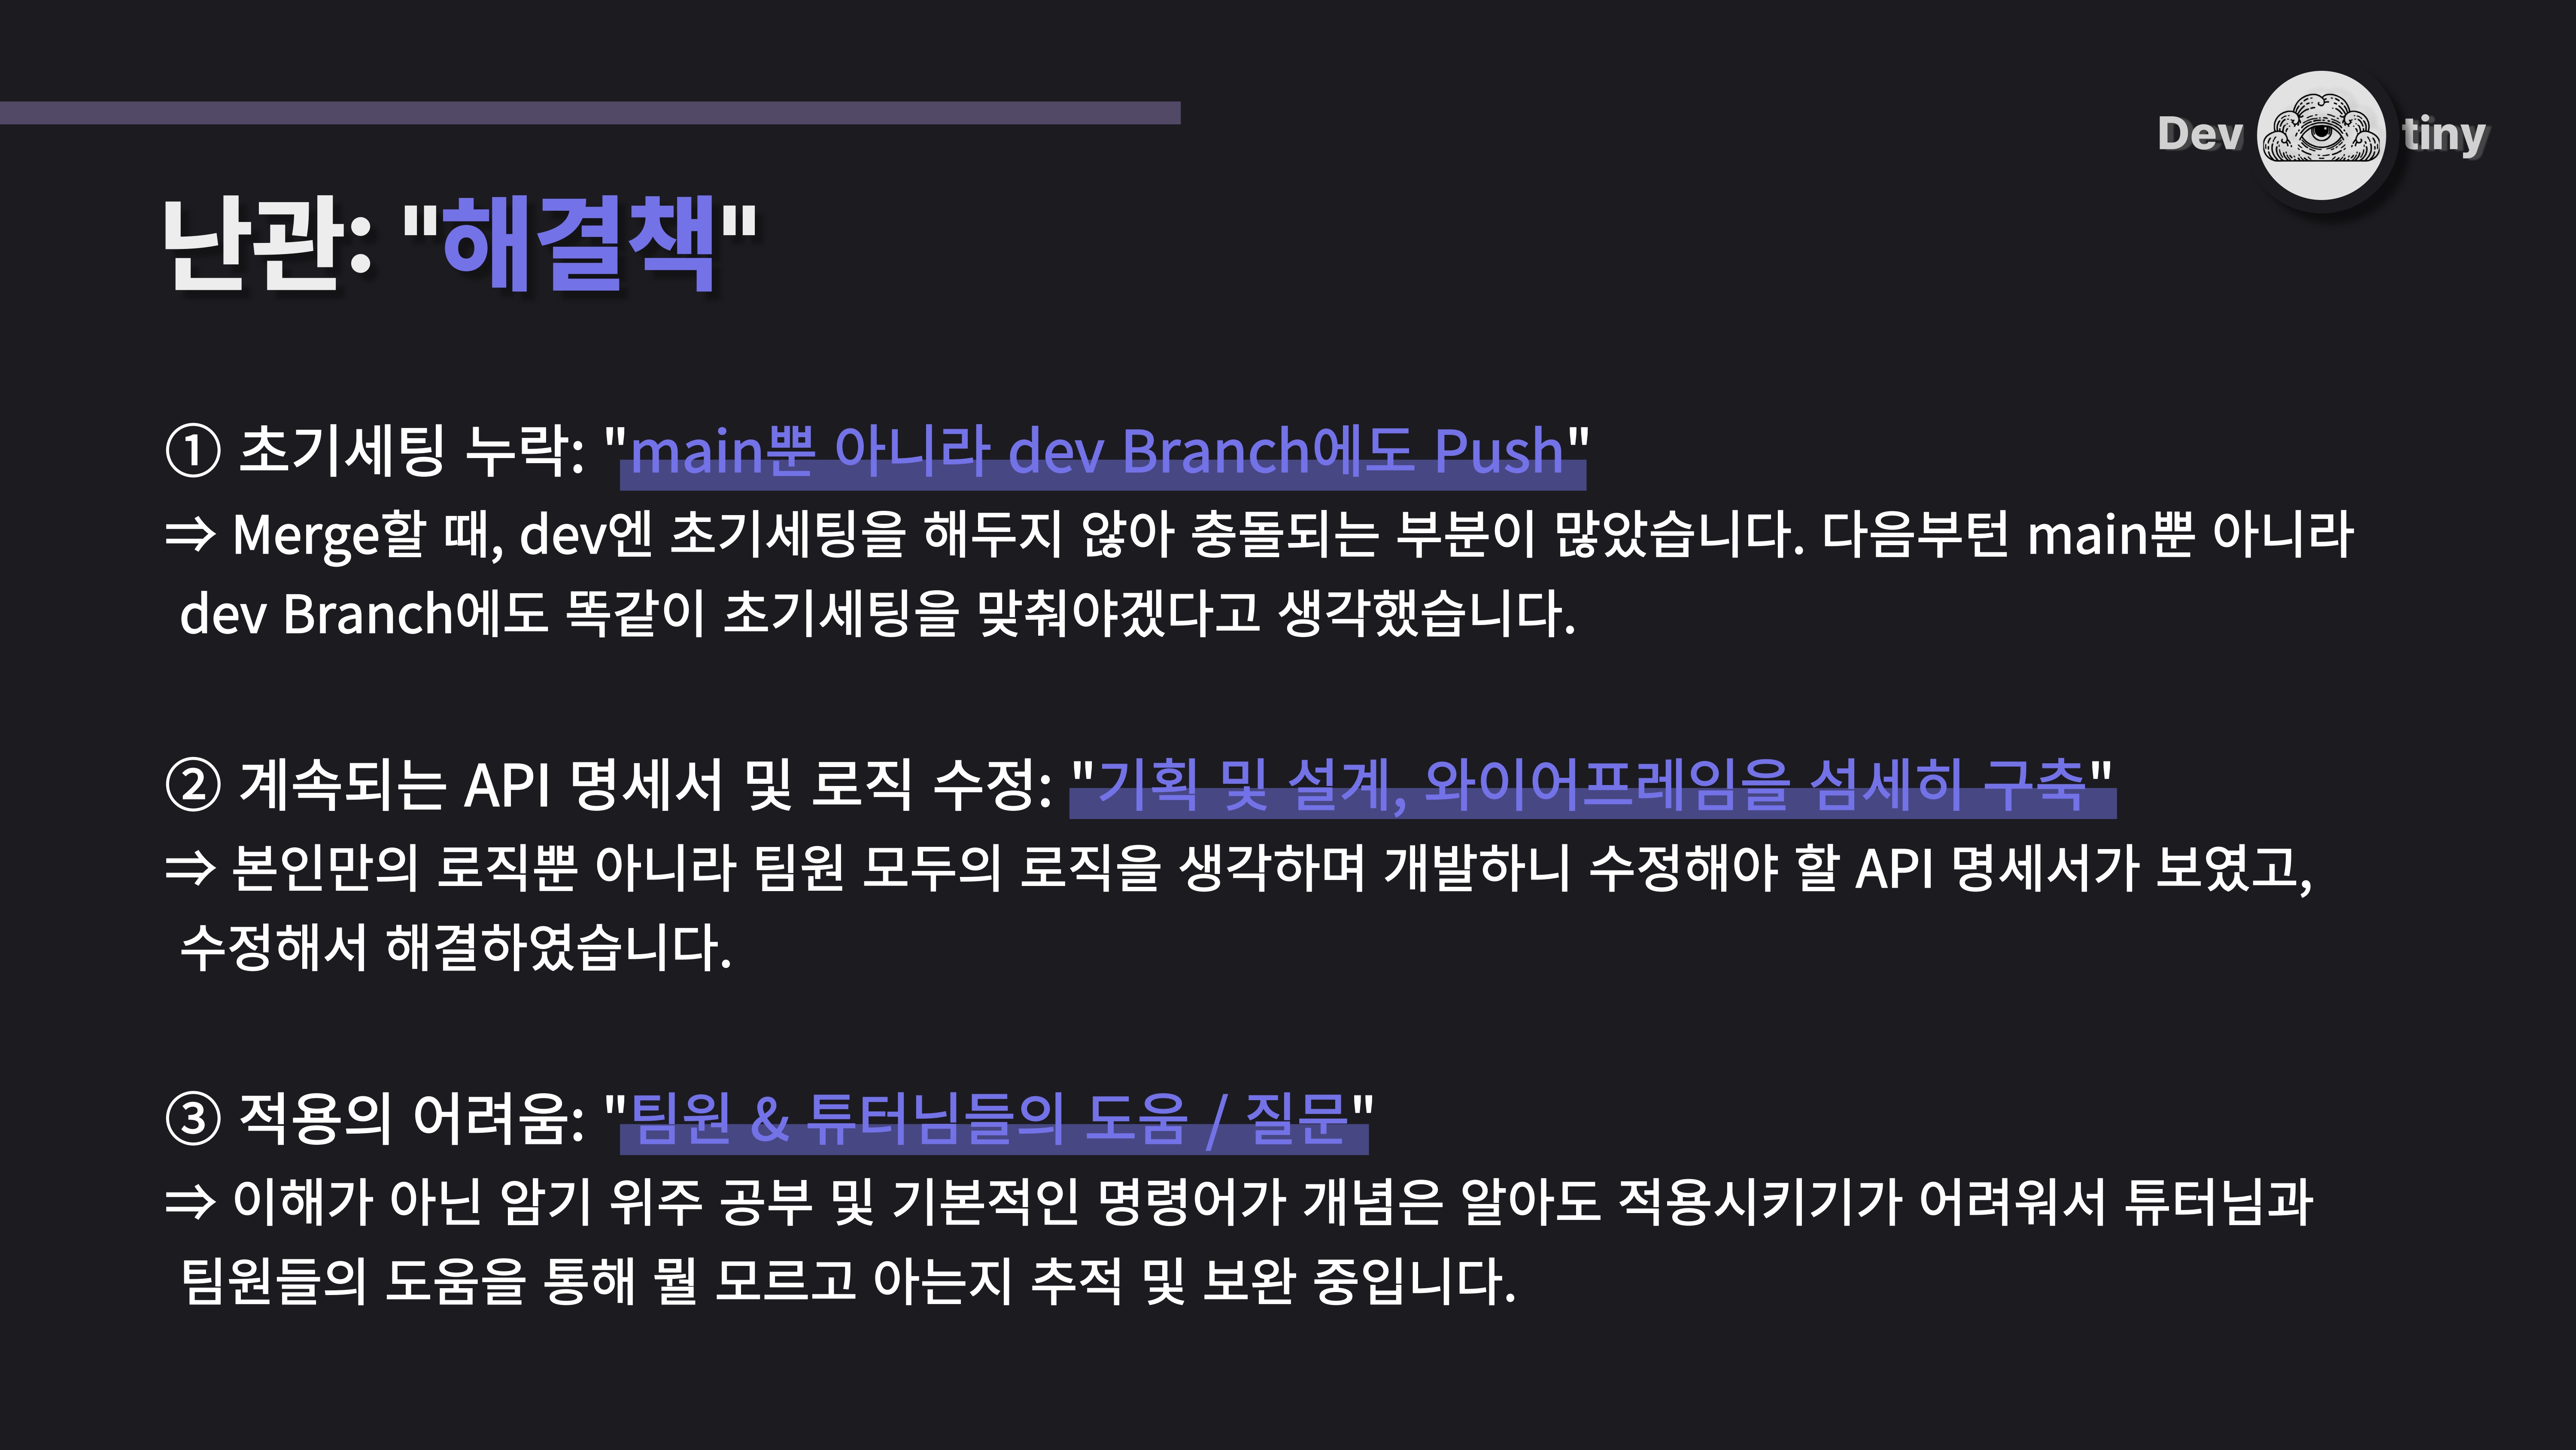 Dev tiny
난관: "해결책"
① 초기세팅 누락: "main뿐 아니라 dev Branch에도 Push"
⇒ Merge할 때, dev엔 초기세팅을 해두지 않아 충돌되는 부분이 많았습니다. 다음부턴 main뿐 아니라
dev Branch에도 똑같이 초기세팅을 맞춰야겠다고 생각했습니다.
② 계속되는 API 명세서 및 로직 수정: "기획 및 설계, 와이어프레임을 섬세히 구축"
⇒ 본인만의 로직뿐 아니라 팀원 모두의 로직을 생각하며 개발하니 수정해야 할 API 명세서가 보였고,
수정해서 해결하였습니다.
③ 적용의 어려움: "팀원 & 튜터님들의 도움 / 질문"
⇒ 이해가 아닌 암기 위주 공부 및 기본적인 명령어가 개념은 알아도 적용시키기가 어려워서 튜터님과
팀원들의 도움을 통해 뭘 모르고 아는지 추적 및 보완 중입니다.